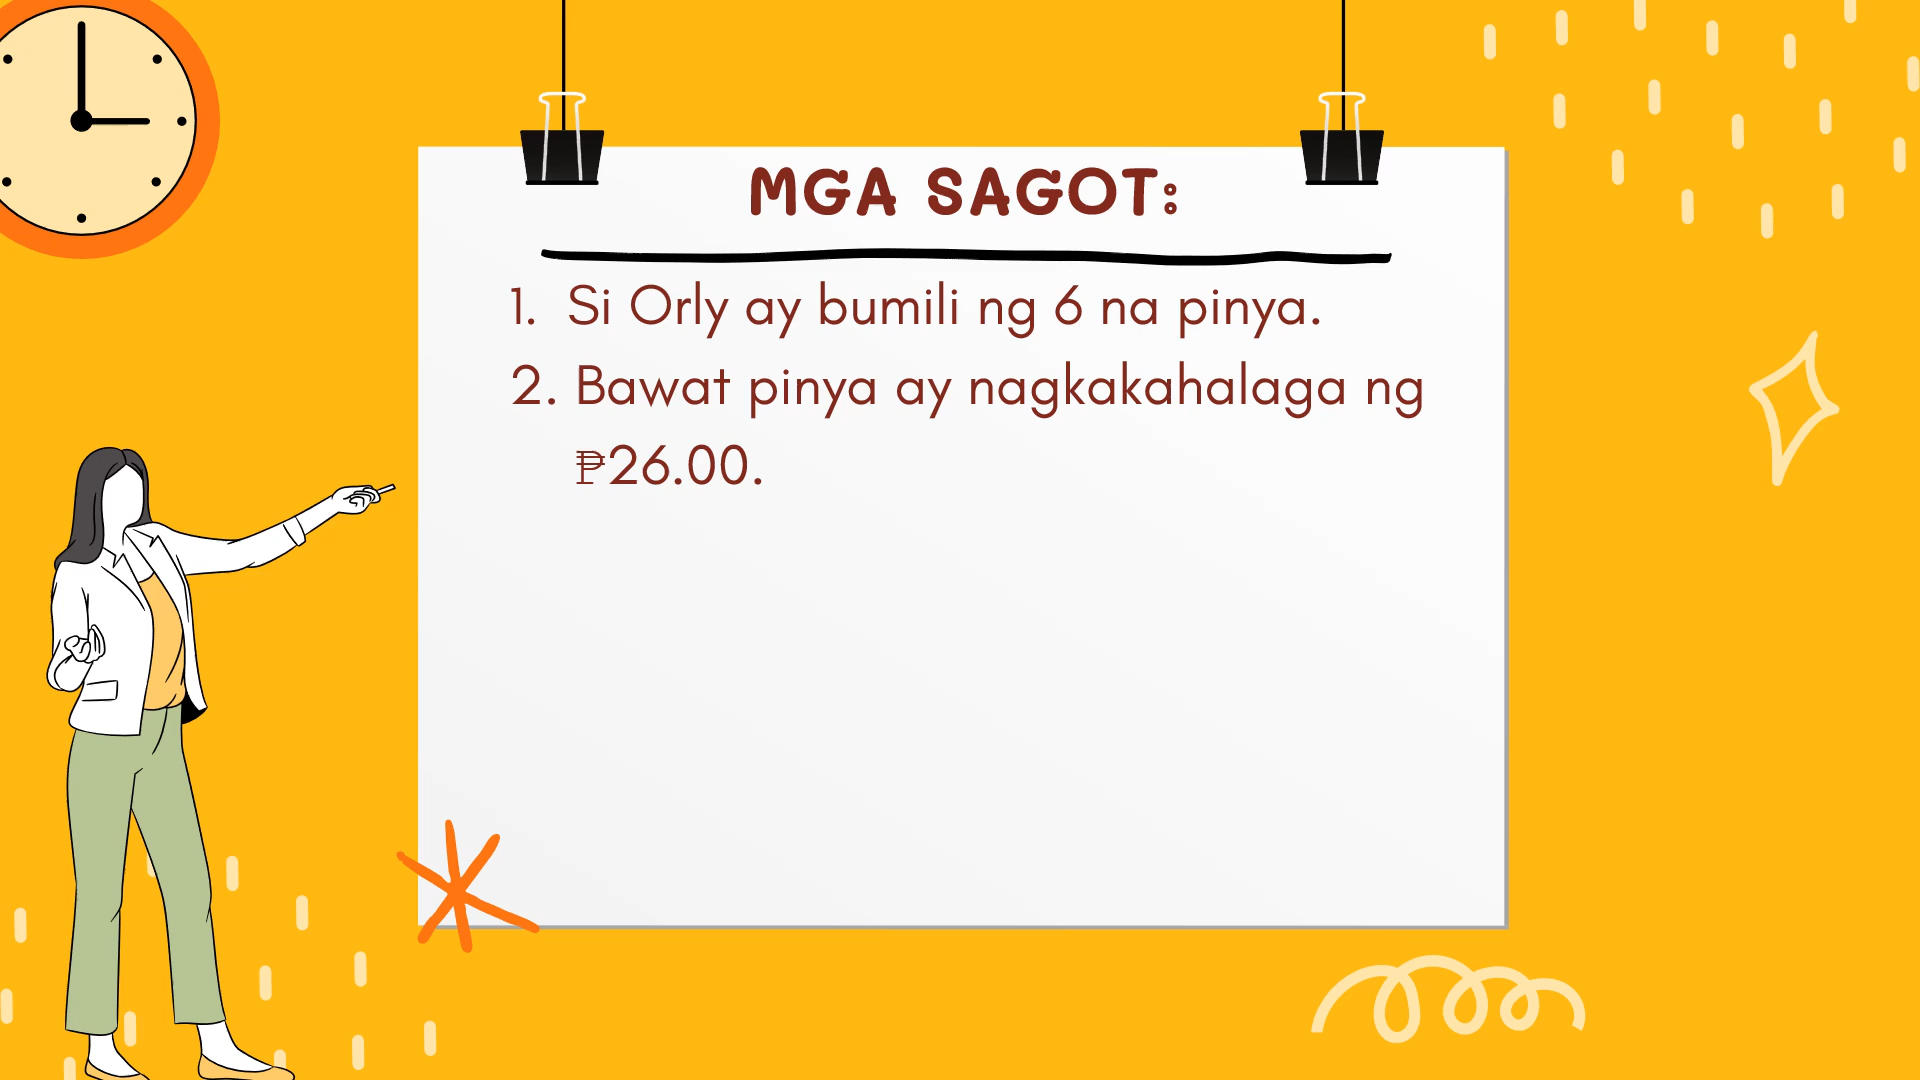 MGA SAGOT:
1. Si Orly ay bumili ng 6 na pinya.
2. Bawat pinya ay nagkakahalaga ng
₱26.00.